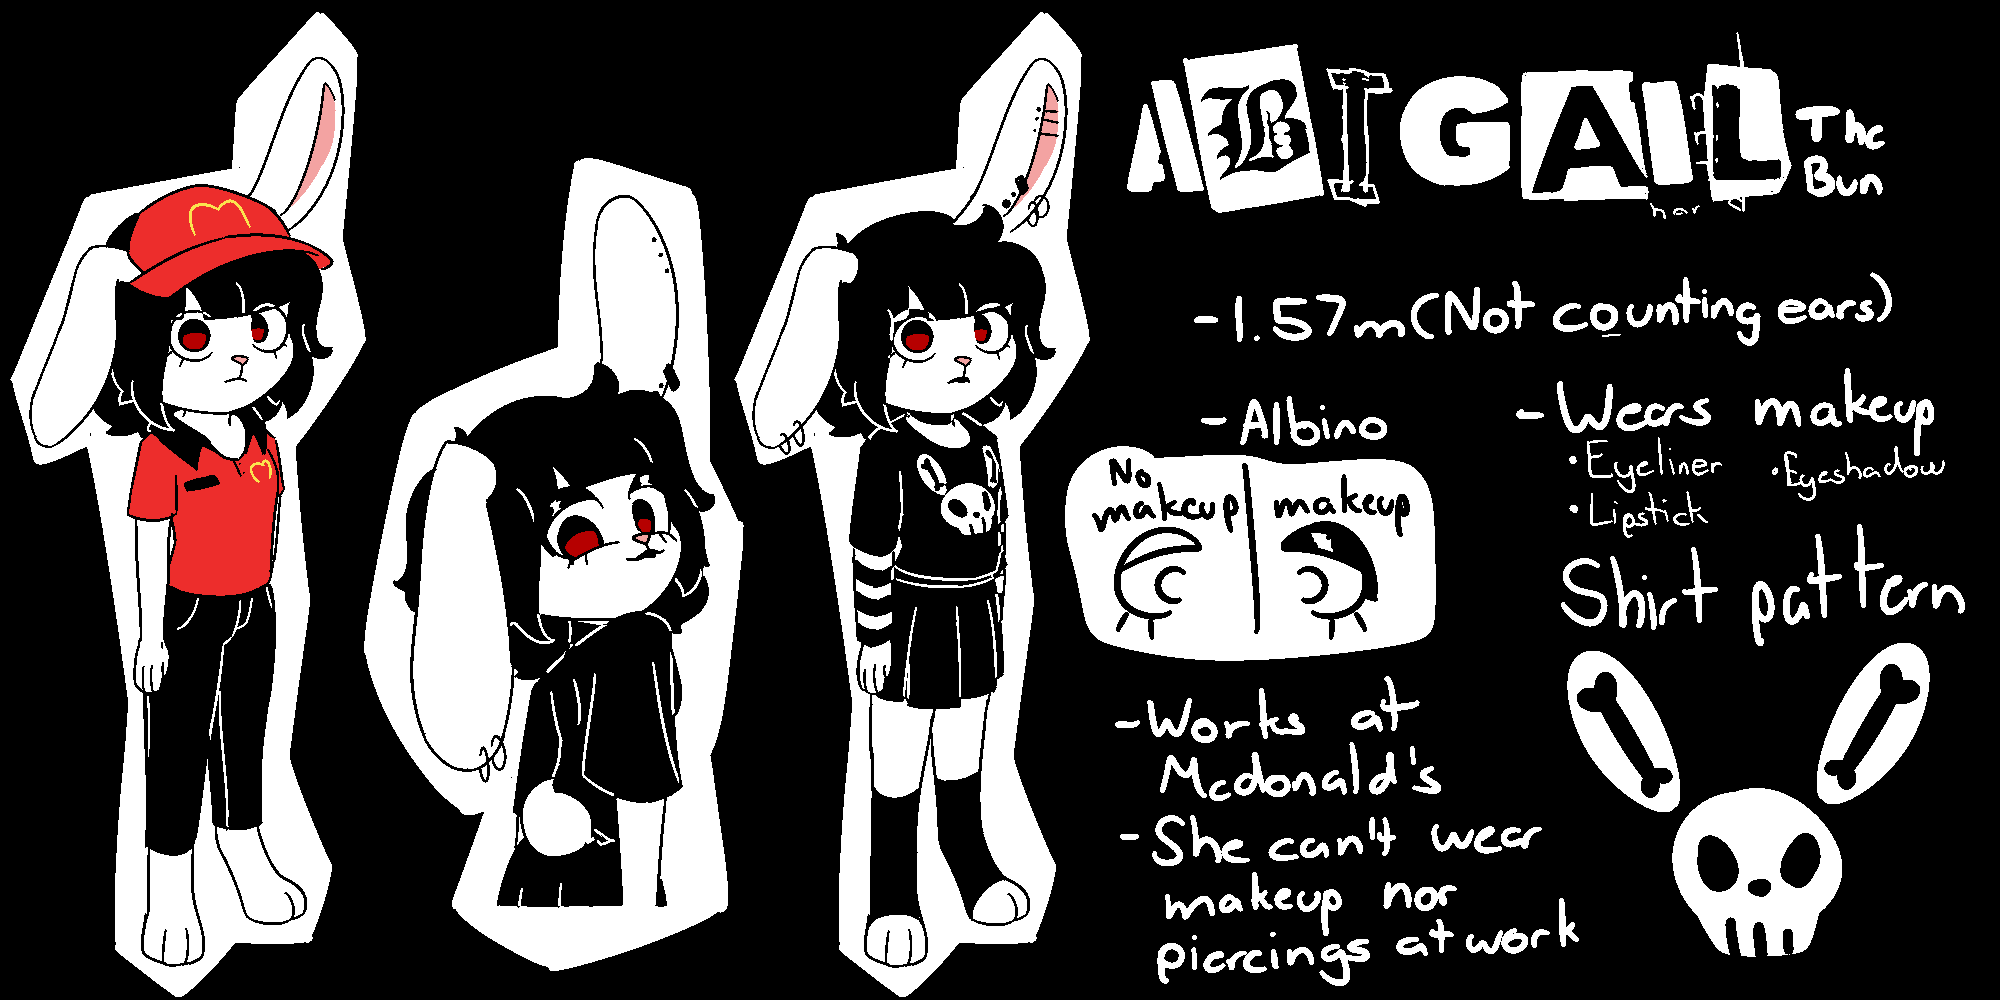 ABIGAIL The
Bun
nar
-1.57m (Not counting ears)
-Albino
No
makeup
makeup
-Wears makeup
•Eyeliner
•Eyeshadow
•Lipstick
Shirt pattern
-Works at
Mcdonald's
-She can't wear
makeup nor
piercings at work